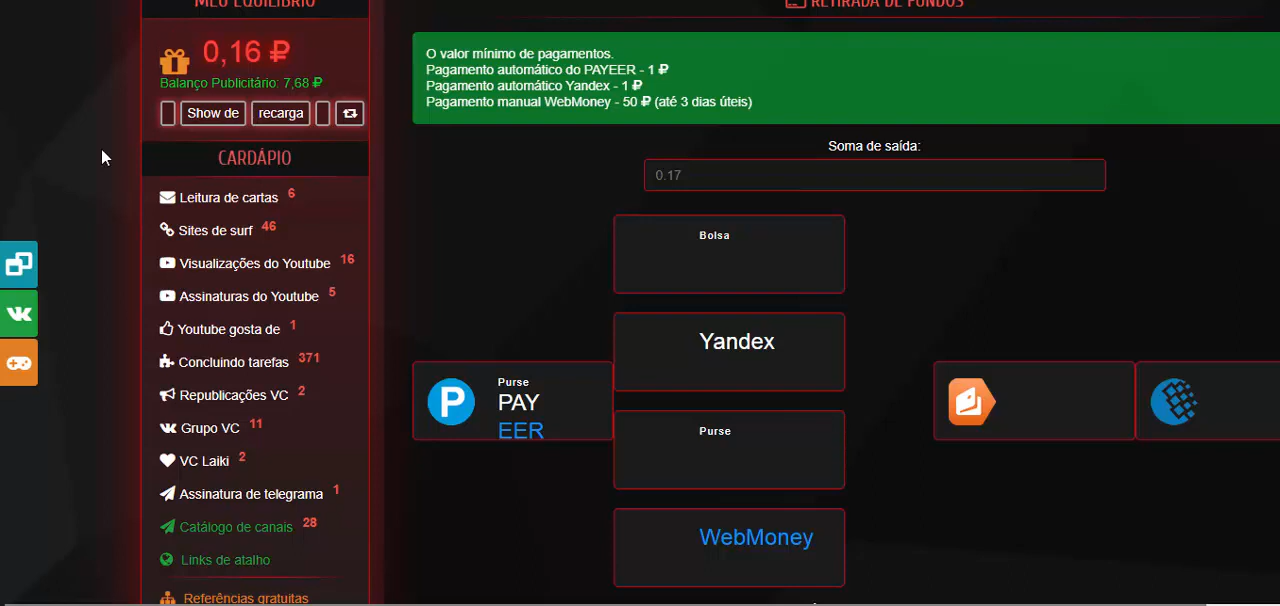 MEU EQUILÍBRIO
0,16 ₽
Balanço Publicitário: 7,68 ₽
Show de
recarga
CARDÁPIO
Leitura de cartas 6
Sites de surf 46
Visualizações do Youtube 16
Assinaturas do Youtube 5
Youtube gosta de 1
Concluindo tarefas 371
Republicações VC 2
Grupo VC 11
VC Laiki 2
Assinatura de telegrama 1
Catálogo de canais 28
Links de atalho
Referências gratuitas
RETIRADA DE FUNDOS
O valor mínimo de pagamentos.
Pagamento automático do PAYEER - 1 ₽
Pagamento automático Yandex - 1 ₽
Pagamento manual WebMoney - 50 ₽ (até 3 dias úteis)
Soma de saída:
0.17
Bolsa
Yandex
Purse
PAY
EER
Purse
WebMoney